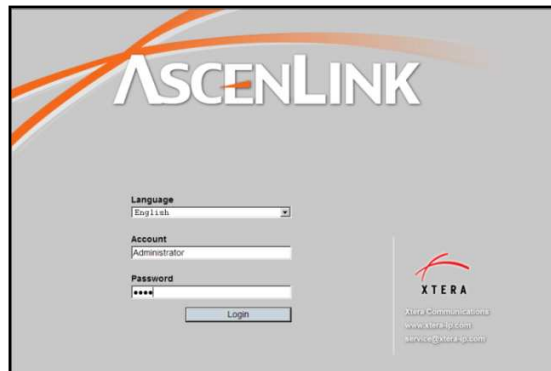 ASCENLINK
Language
English
Account
Administrator
Password
••••
Login
XTERA
Xtera Communications
www.xtera-ip.com
service@xtera-ip.com